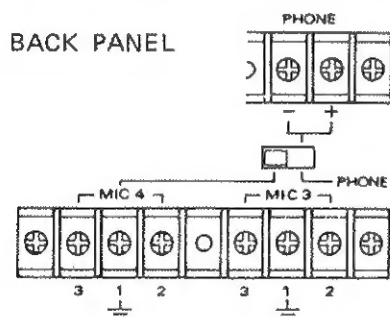 PHONE
BACK PANEL
− +
PHONE
MIC 4 MIC 3
3 1 2 3 1 2